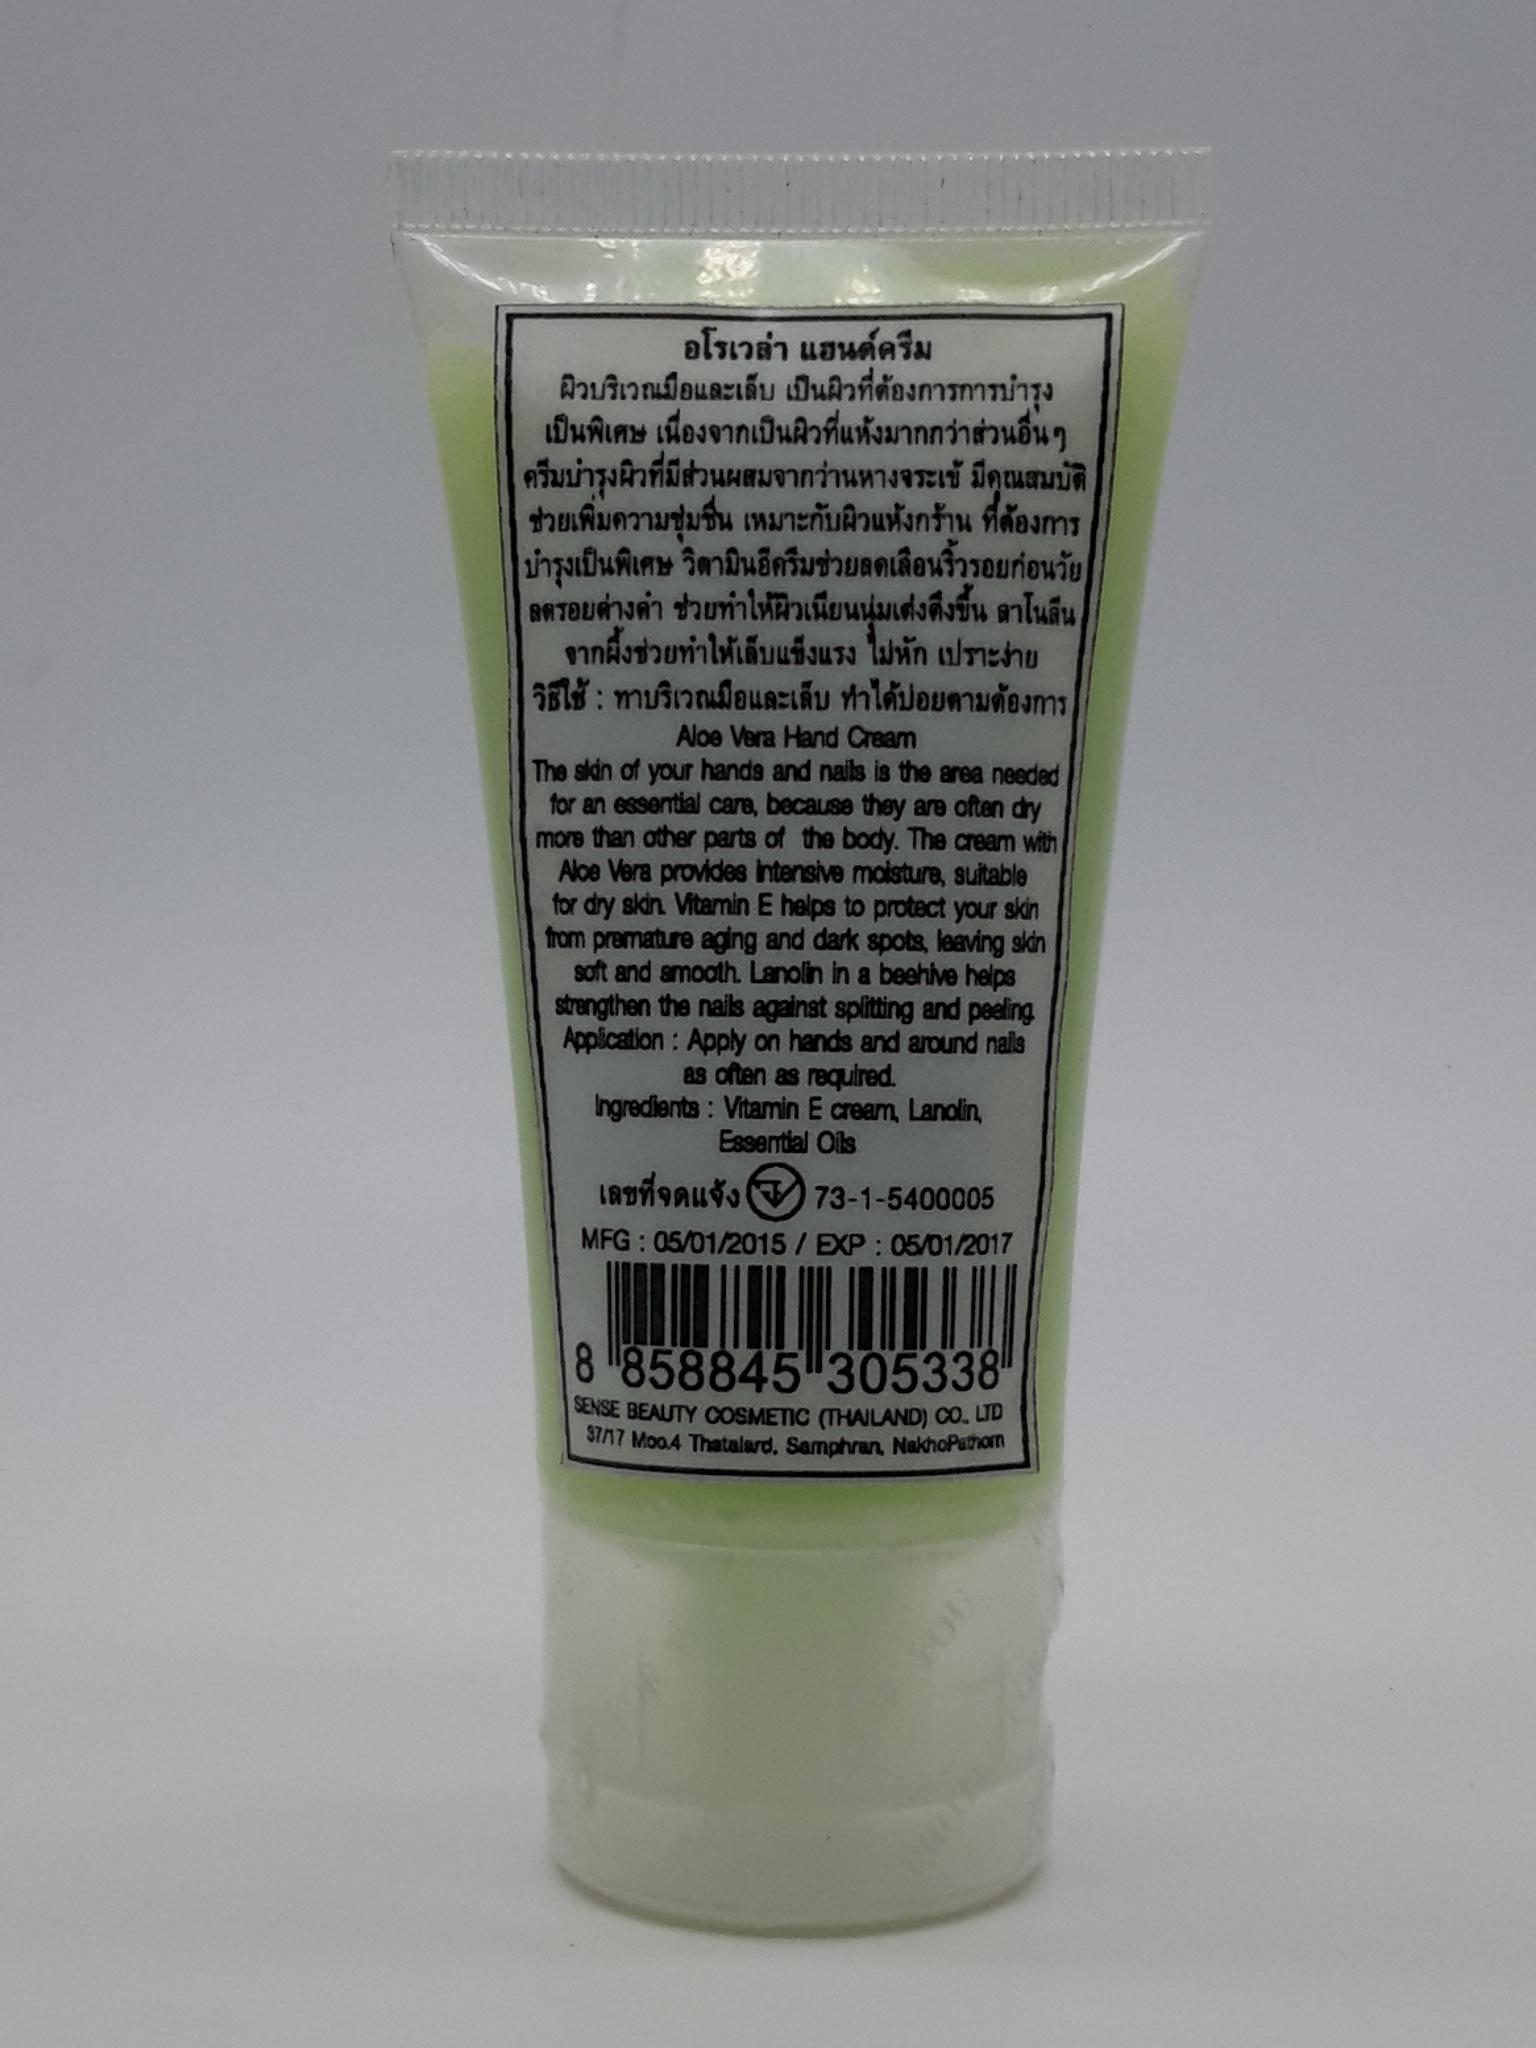 อโรเวล่า แฮนด์ครีม
ผิวบริเวณมือและเล็บ เป็นผิวที่ต้องการการบำรุง
เป็นพิเศษ เนื่องจากเป็นผิวที่แห้งมากกว่าส่วนอื่นๆ
ครีมบำรุงผิวที่มีส่วนผสมจากว่านหางจระเข้ มีคุณสมบัติ
ช่วยเพิ่มความชุ่มชื่น เหมาะกับผิวแห้งกร้าน ที่ต้องการ
บำรุงเป็นพิเศษ วิตามินอีครีมช่วยลดเลือนริ้วรอยก่อนวัย
ลดรอยด่างดำ ช่วยทำให้ผิวเนียนนุ่มเต่งตึงขึ้น ลาโนลีน
จากผึ้งช่วยทำให้เล็บแข็งแรง ไม่หัก เปราะง่าย
วิธีใช้ : ทาบริเวณมือและเล็บ ทำได้บ่อยตามต้องการ
Aloe Vera Hand Cream
The skin of your hands and nails is the area needed
for an essential care, because they are often dry
more than other parts of the body. The cream with
Aloe Vera provides intensive moisture, suitable
for dry skin. Vitamin E helps to protect your skin
from premature aging and dark spots, leaving skin
soft and smooth. Lanolin in a beehive helps
strengthen the nails against splitting and peeling.
Application : Apply on hands and around nails
as often as required.
Ingredients : Vitamin E cream, Lanolin,
Essential Oils
เลขที่จดแจ้ง 73-1-5400005
MFG : 05/01/2015 / EXP : 05/01/2017
8 858845 305338
SENSE BEAUTY COSMETIC (THAILAND) CO., LTD
37/17 Moo.4 Thatalard, Samphran, NakhoPathom